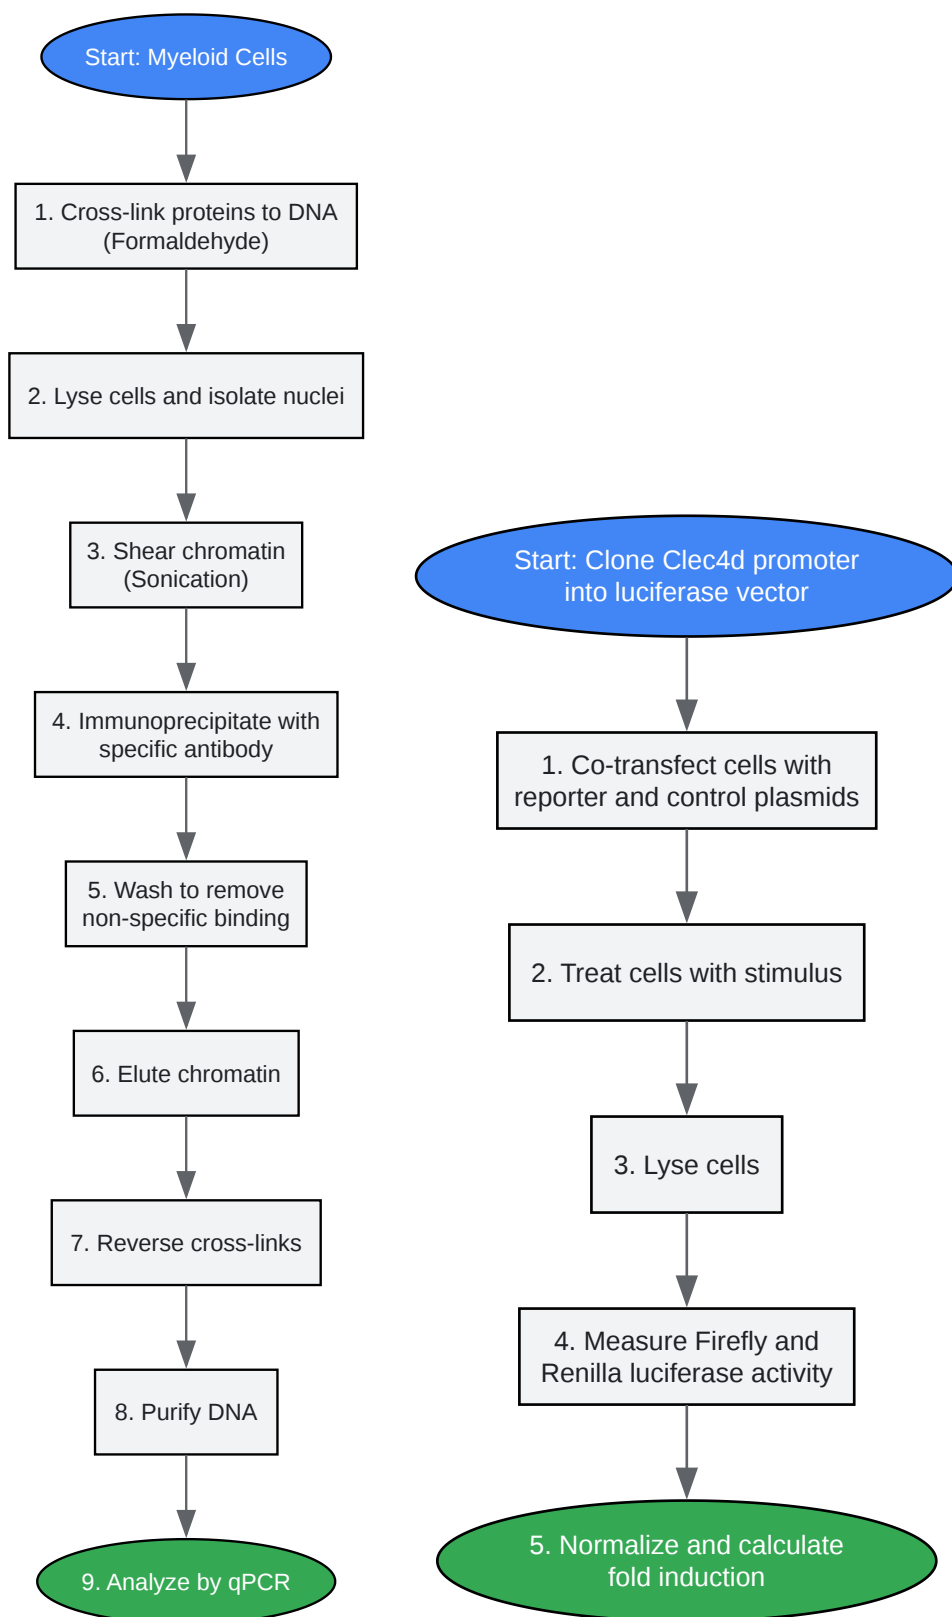 Start: Myeloid Cells
1. Cross-link proteins to DNA
(Formaldehyde)
2. Lyse cells and isolate nuclei
3. Shear chromatin
(Sonication)
4. Immunoprecipitate with
specific antibody
5. Wash to remove
non-specific binding
6. Elute chromatin
7. Reverse cross-links
8. Purify DNA
9. Analyze by qPCR
Start: Clone Clec4d promoter
into luciferase vector
1. Co-transfect cells with
reporter and control plasmids
2. Treat cells with stimulus
3. Lyse cells
4. Measure Firefly and
Renilla luciferase activity
5. Normalize and calculate
fold induction